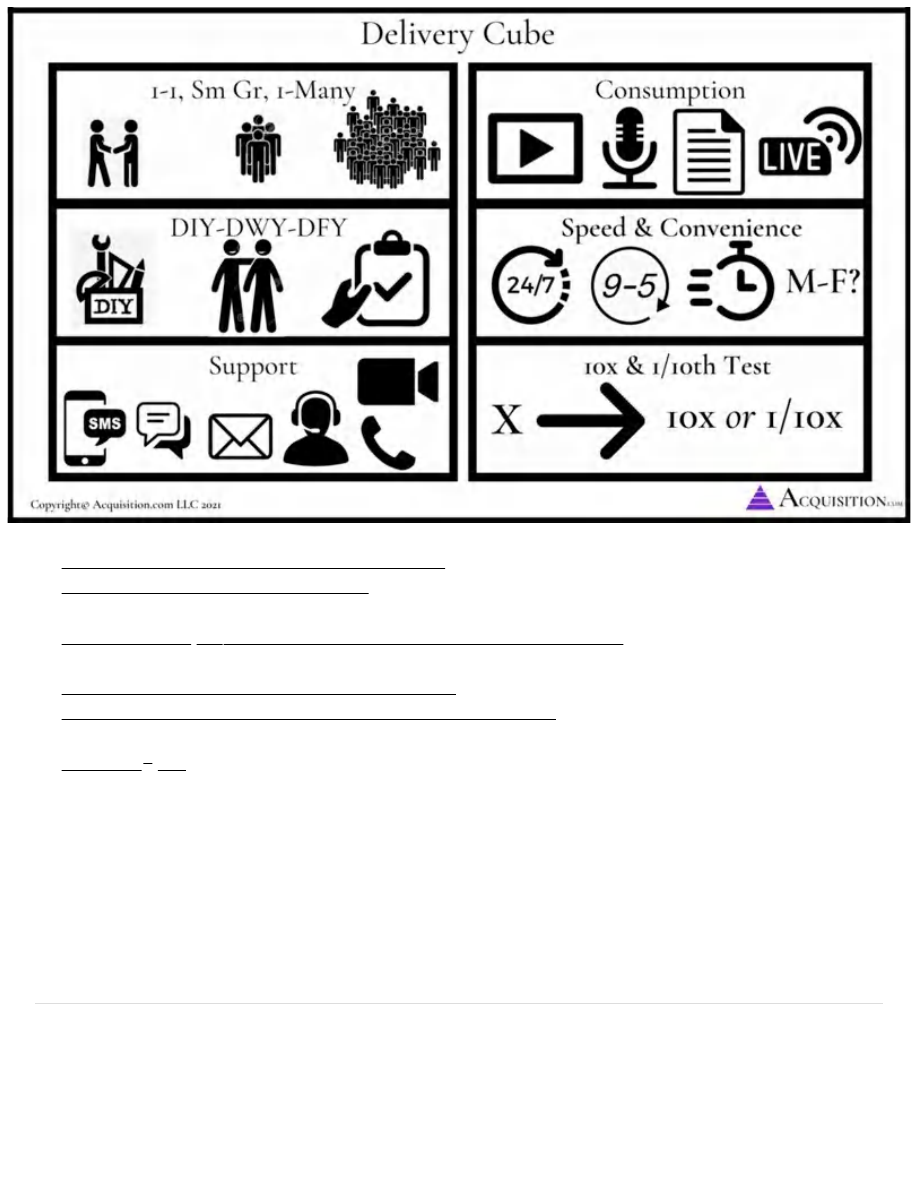 Delivery Cube
1-1, Sm Gr, 1-Many
Consumption
LIVE
DIY-DWY-DFY
DIY
Speed & Convenience
24/7
9-5
M-F?
Support
SMS
10x & 1/10th Test
X
10x or 1/10x
Copyright© Acquisition.com LLC 2021
ACQUISITION.COM